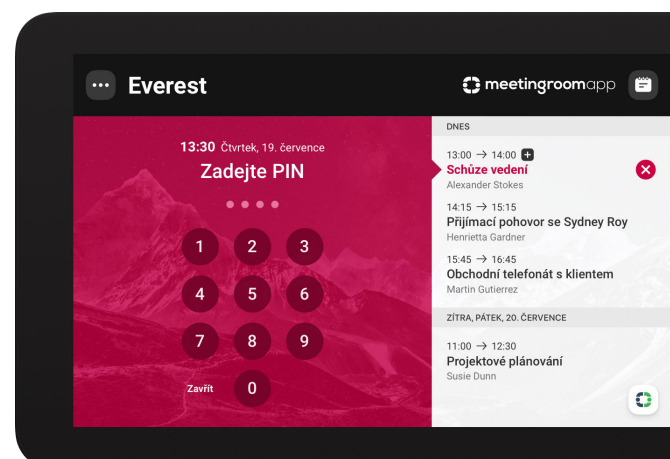 Everest
meetingroomapp
13:30 Čtvrtek, 19. července
Zadejte PIN
1 2 3
4 5 6
7 8 9
Zavřít 0
DNES
13:00 → 14:00
Schůze vedení
Alexander Stokes
14:15 → 15:15
Přijímací pohovor se Sydney Roy
Henrietta Gardner
15:45 → 16:45
Obchodní telefonát s klientem
Martin Gutierrez
ZÍTRA, PÁTEK, 20. ČERVENCE
11:00 → 12:30
Projektové plánování
Susie Dunn